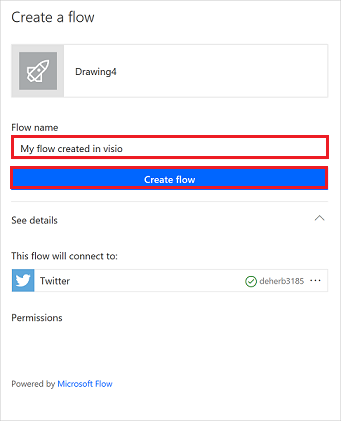 Create a flow
Drawing4
Flow name
My flow created in visio
Create flow
See details
This flow will connect to:
Twitter deherb3185
Permissions
Powered by Microsoft Flow